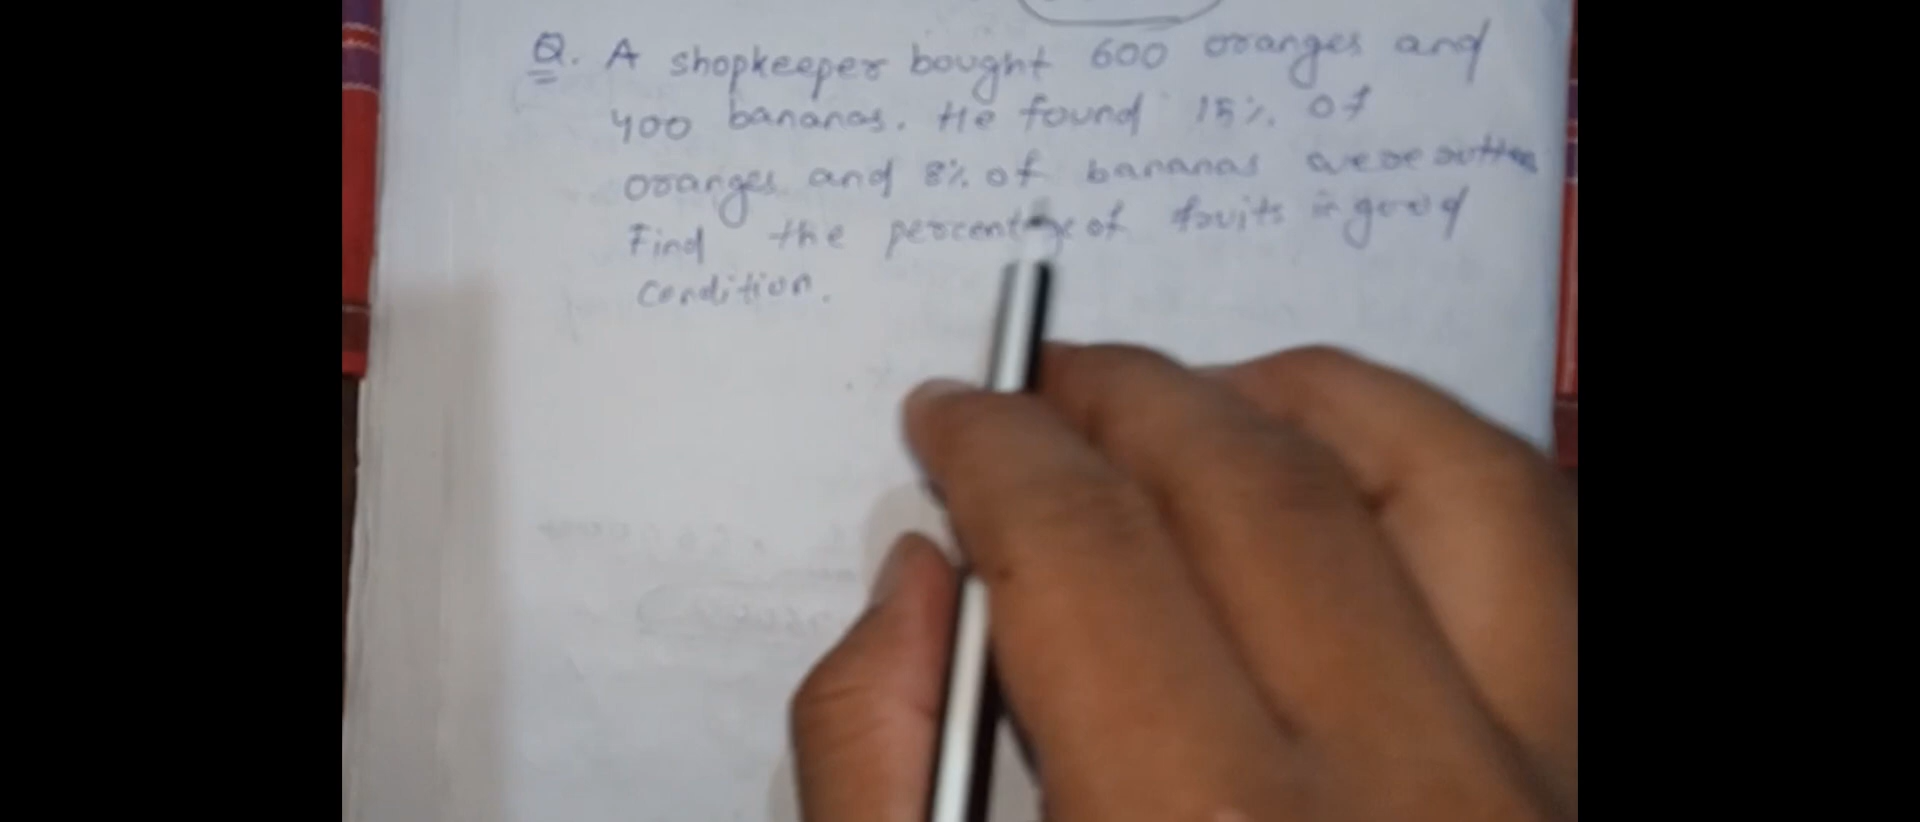 Q. A shopkeeper bought 600 oranges and
400 bananas. He found 15% of
oranges and 8% of bananas were rotten
Find the percentage of fruits in good
condition.